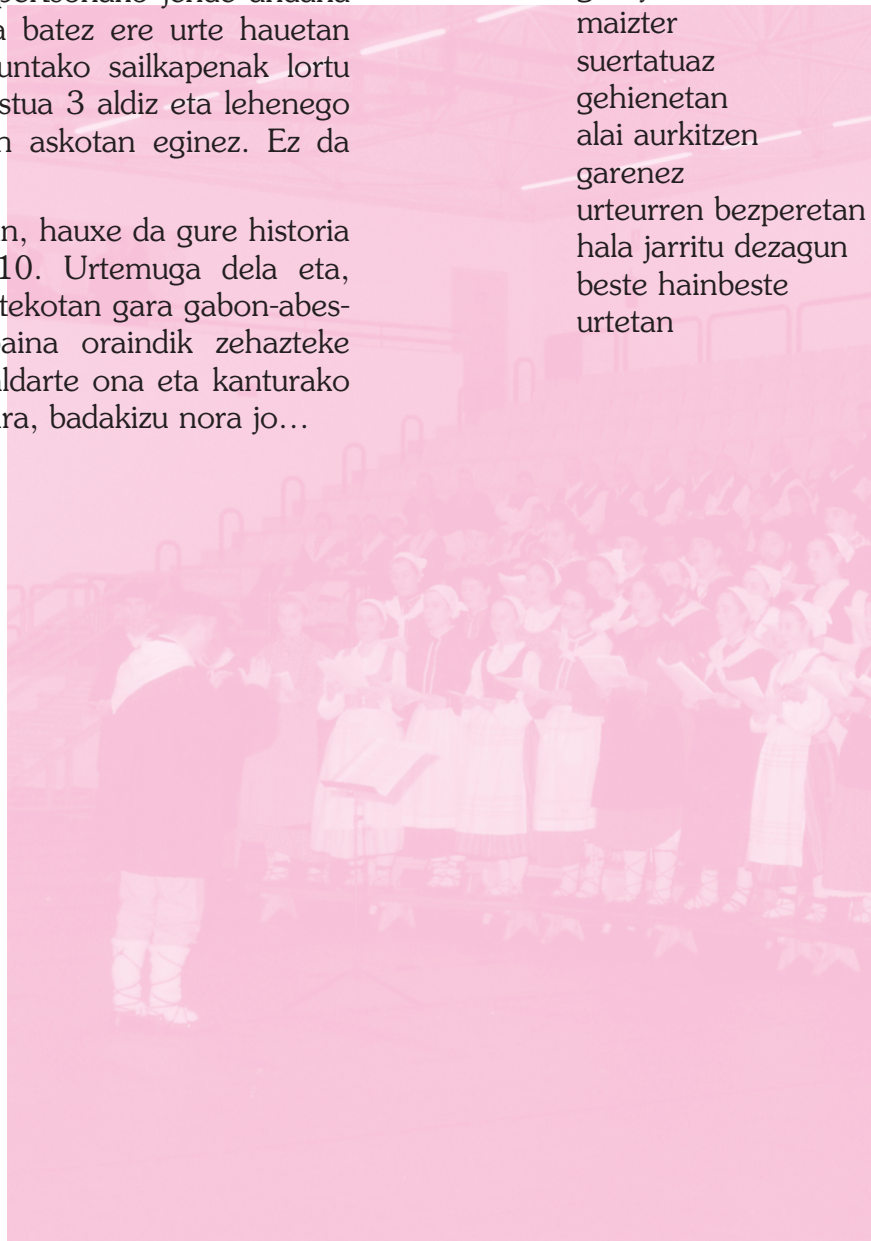 batez ere urte hauetan
untako sailkapenak lortu
stua 3 aldiz eta lehenego
n askotan eginez. Ez da
n, hauxe da gure historia
10. Urtemuga dela eta,
tekotan gara gabon-abes-
oraindik zehazteke
ldarte ona eta kanturako
ra, badakizu nora jo...
maizter
suertatuaz
gehienetan
alai aurkitzen
garenez
urteurren bezperetan
hala jarritu dezagun
beste hainbeste
urtetan